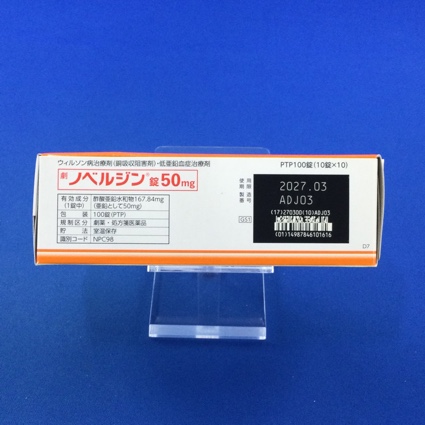 ウィルソン病治療剤(銅吸収阻害剤)・低亜鉛血症治療剤
PTP100錠(10錠×10)
劇 ノベルジン®錠50mg
有効成分(1錠中) 酢酸亜鉛水和物167.84mg(亜鉛として50mg)
包装 100錠(PTP)
規制区分 劇薬・処方箋医薬品
貯法 室温保存
識別コード NPC98
使用期限 2027.03
製造番号 ADJ03
GS1
(17)270300(10)ADJ03
(01)14987846101616
D7